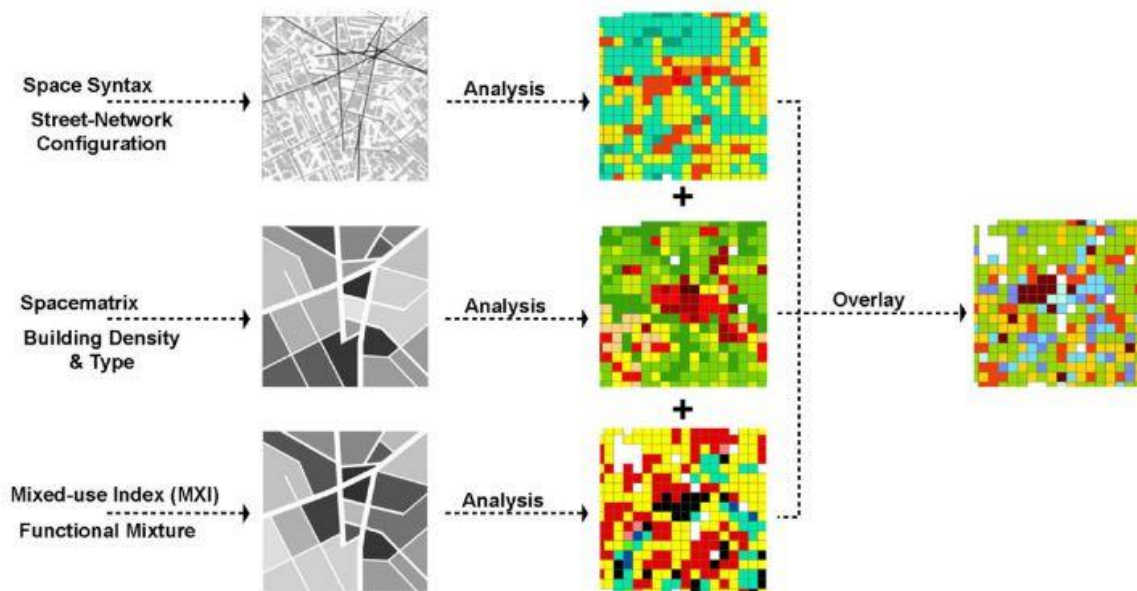 Space Syntax
Street-Network
Configuration
Analysis
+
Spacematrix
Building Density
& Type
Analysis
Overlay
+
Mixed-use Index (MXI)
Functional Mixture
Analysis